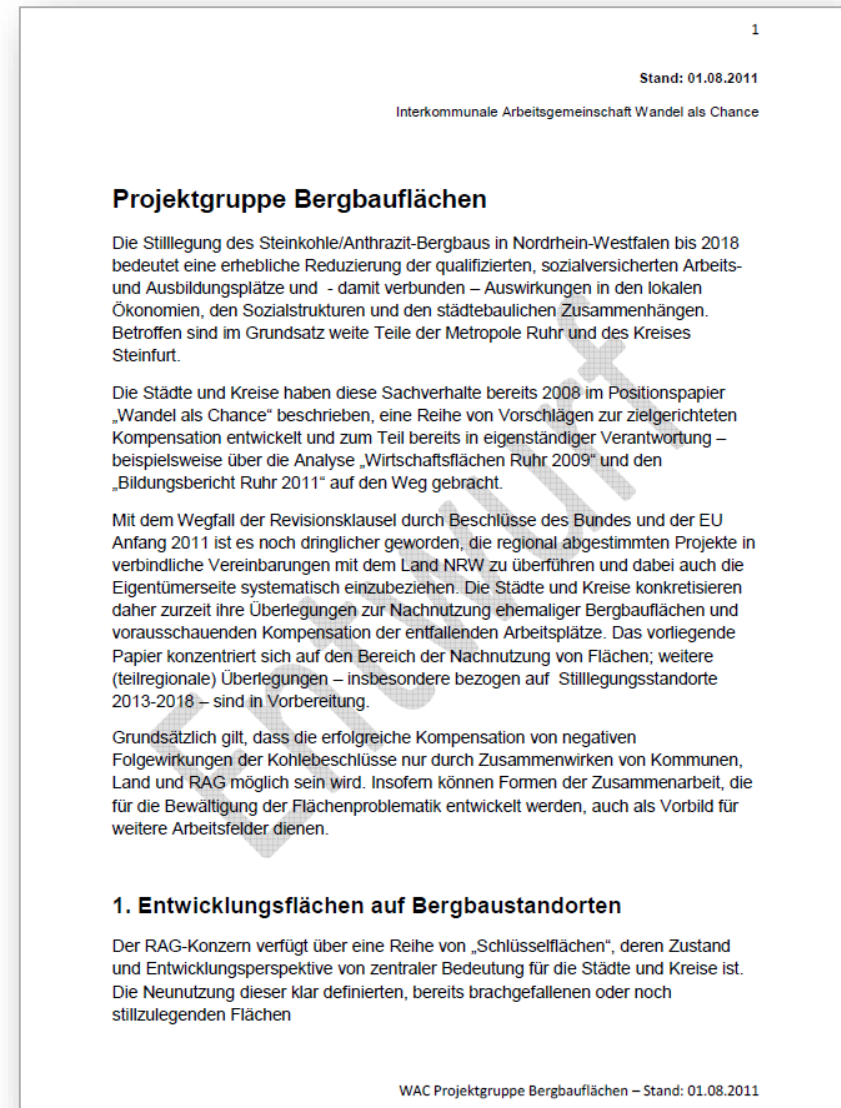 1
Stand: 01.08.2011
Interkommunale Arbeitsgemeinschaft Wandel als Chance
Projektgruppe Bergbauflächen
Die Stilllegung des Steinkohle/Anthrazit-Bergbaus in Nordrhein-Westfalen bis 2018
bedeutet eine erhebliche Reduzierung der qualifizierten, sozialversicherten Arbeits-
und Ausbildungsplätze und - damit verbunden – Auswirkungen in den lokalen
Ökonomien, den Sozialstrukturen und den städtebaulichen Zusammenhängen.
Betroffen sind im Grundsatz weite Teile der Metropole Ruhr und des Kreises
Steinfurt.
Die Städte und Kreise haben diese Sachverhalte bereits 2008 im Positionspapier
„Wandel als Chance“ beschrieben, eine Reihe von Vorschlägen zur zielgerichteten
Kompensation entwickelt und zum Teil bereits in eigenständiger Verantwortung –
beispielsweise über die Analyse „Wirtschaftsflächen Ruhr 2009“ und den
„Bildungsbericht Ruhr 2011“ auf den Weg gebracht.
Mit dem Wegfall der Revisionsklausel durch Beschlüsse des Bundes und der EU
Anfang 2011 ist es noch dringlicher geworden, die regional abgestimmten Projekte in
verbindliche Vereinbarungen mit dem Land NRW zu überführen und dabei auch die
Eigentümerseite systematisch einzubeziehen. Die Städte und Kreise konkretisieren
daher zurzeit ihre Überlegungen zur Nachnutzung ehemaliger Bergbauflächen und
vorausschauenden Kompensation der entfallenden Arbeitsplätze. Das vorliegende
Papier konzentriert sich auf den Bereich der Nachnutzung von Flächen; weitere
(teilregionale) Überlegungen – insbesondere bezogen auf Stilllegungsstandorte
2013-2018 – sind in Vorbereitung.
Grundsätzlich gilt, dass die erfolgreiche Kompensation von negativen
Folgewirkungen der Kohlebeschlüsse nur durch Zusammenwirken von Kommunen,
Land und RAG möglich sein wird. Insofern können Formen der Zusammenarbeit, die
für die Bewältigung der Flächenproblematik entwickelt werden, auch als Vorbild für
weitere Arbeitsfelder dienen.
Entwurf
1. Entwicklungsflächen auf Bergbaustandorten
Der RAG-Konzern verfügt über eine Reihe von „Schlüsselflächen“, deren Zustand
und Entwicklungsperspektive von zentraler Bedeutung für die Städte und Kreise ist.
Die Neunutzung dieser klar definierten, bereits brachgefallenen oder noch
stillzulegenden Flächen
WAC Projektgruppe Bergbauflächen – Stand: 01.08.2011